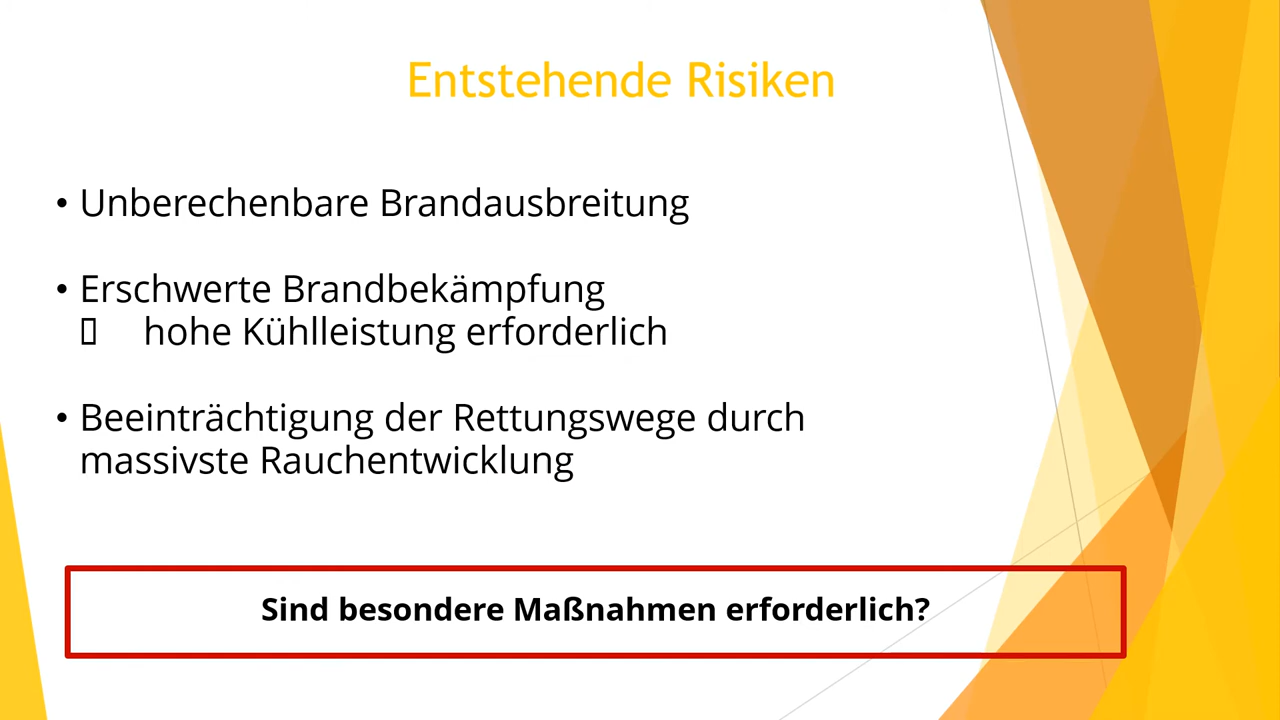 Entstehende Risiken
• Unberechenbare Brandausbreitung
• Erschwerte Brandbekämpfung
▯ hohe Kühlleistung erforderlich
• Beeinträchtigung der Rettungswege durch
massivste Rauchentwicklung
Sind besondere Maßnahmen erforderlich?